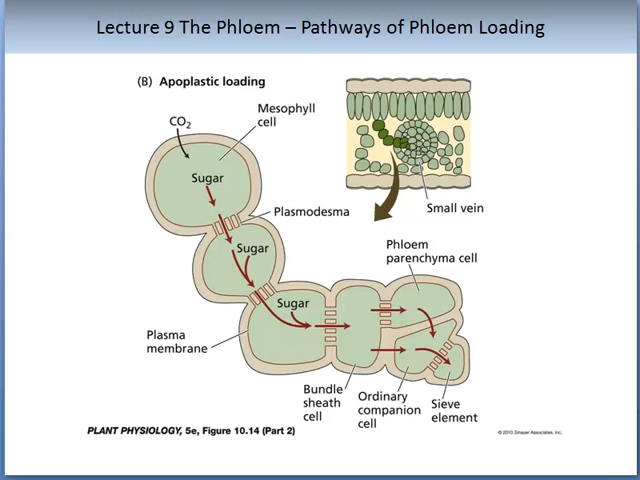 Lecture 9 The Phloem – Pathways of Phloem Loading
(B) Apoplastic loading
Mesophyll
cell
CO2
Sugar
Plasmodesma
Small vein
Sugar
Phloem
parenchyma cell
Sugar
Plasma
membrane
Bundle
sheath
cell
Ordinary
companion
cell
Sieve
element
PLANT PHYSIOLOGY, 5e, Figure 10.14 (Part 2)
© 2010 Sinauer Associates, Inc.